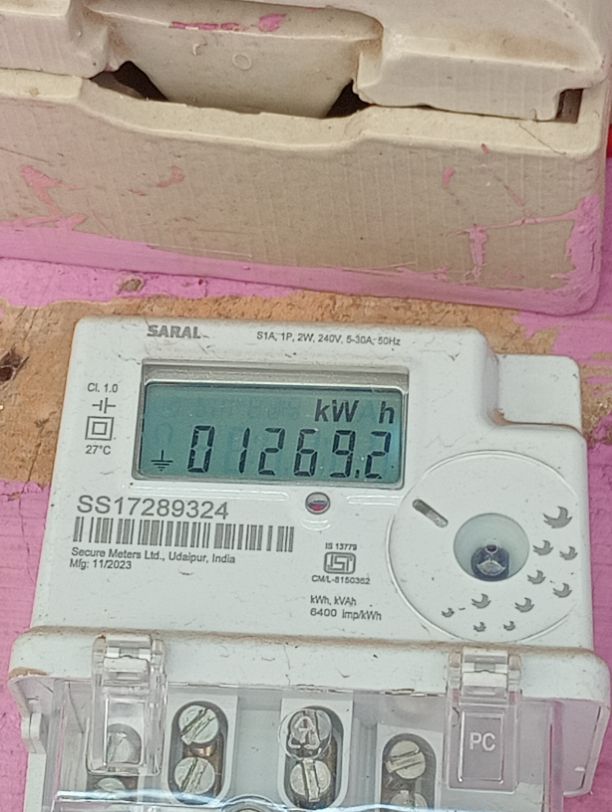 SARAL
S1A, 1P, 2W, 240V, 5-30A, 50Hz
Cl. 1.0
27°C
kW h
01269.2
SS17289324
Secure Meters Ltd., Udaipur, India
Mfg: 11/2023
IS 13779
CM/L-8150362
kWh, kVAh
6400 imp/kWh
PC